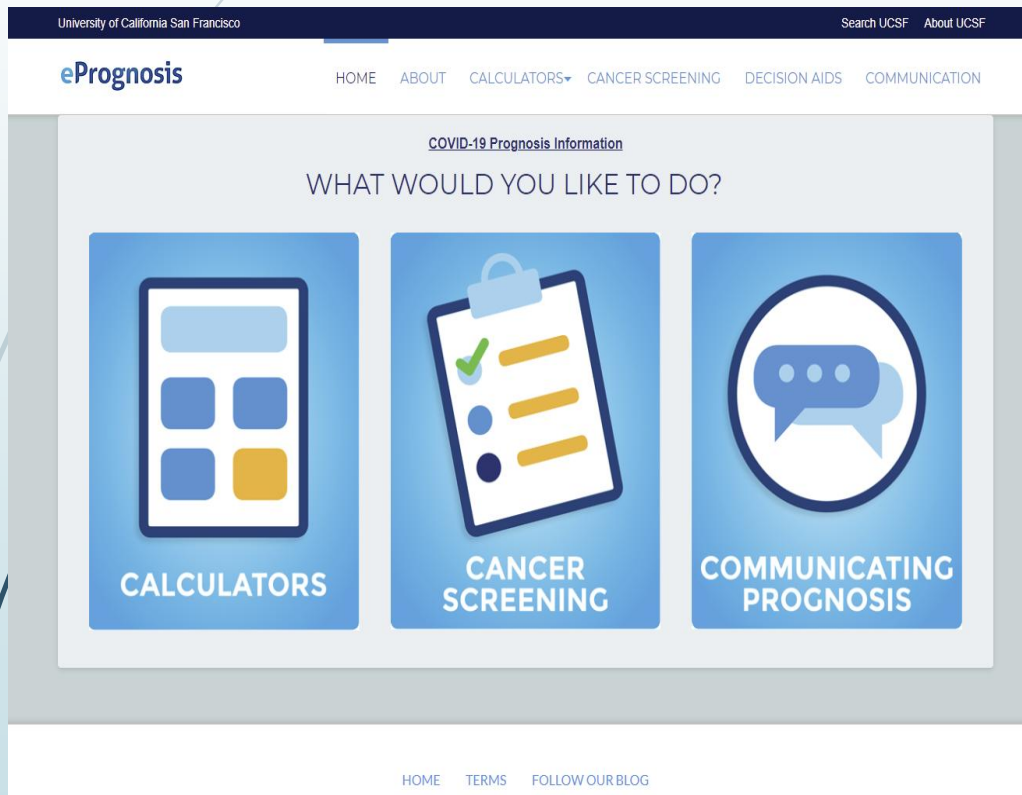 University of California San Francisco
Search UCSF About UCSF
ePrognosis
HOME ABOUT CALCULATORS CANCER SCREENING DECISION AIDS COMMUNICATION
COVID-19 Prognosis Information
WHAT WOULD YOU LIKE TO DO?
CALCULATORS
CANCER
SCREENING
COMMUNICATING
PROGNOSIS
HOME TERMS FOLLOW OUR BLOG